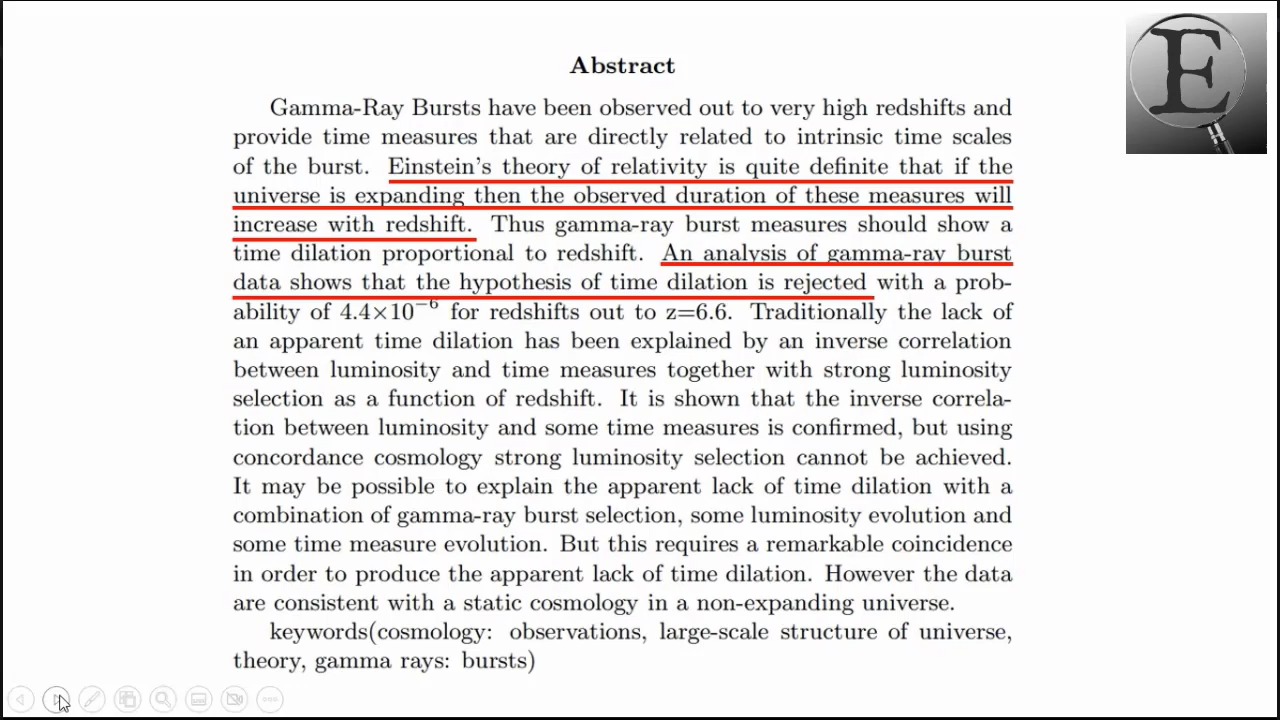 E
Abstract
Gamma-Ray Bursts have been observed out to very high redshifts and
provide time measures that are directly related to intrinsic time scales
of the burst. Einstein's theory of relativity is quite definite that if the
universe is expanding then the observed duration of these measures will
increase with redshift. Thus gamma-ray burst measures should show a
time dilation proportional to redshift. An analysis of gamma-ray burst
data shows that the hypothesis of time dilation is rejected with a prob-
ability of 4.4×10⁻⁶ for redshifts out to z=6.6. Traditionally the lack of
an apparent time dilation has been explained by an inverse correlation
between luminosity and time measures together with strong luminosity
selection as a function of redshift. It is shown that the inverse correla-
tion between luminosity and some time measures is confirmed, but using
concordance cosmology strong luminosity selection cannot be achieved.
It may be possible to explain the apparent lack of time dilation with a
combination of gamma-ray burst selection, some luminosity evolution and
some time measure evolution. But this requires a remarkable coincidence
in order to produce the apparent lack of time dilation. However the data
are consistent with a static cosmology in a non-expanding universe.
keywords(cosmology: observations, large-scale structure of universe,
theory, gamma rays: bursts)